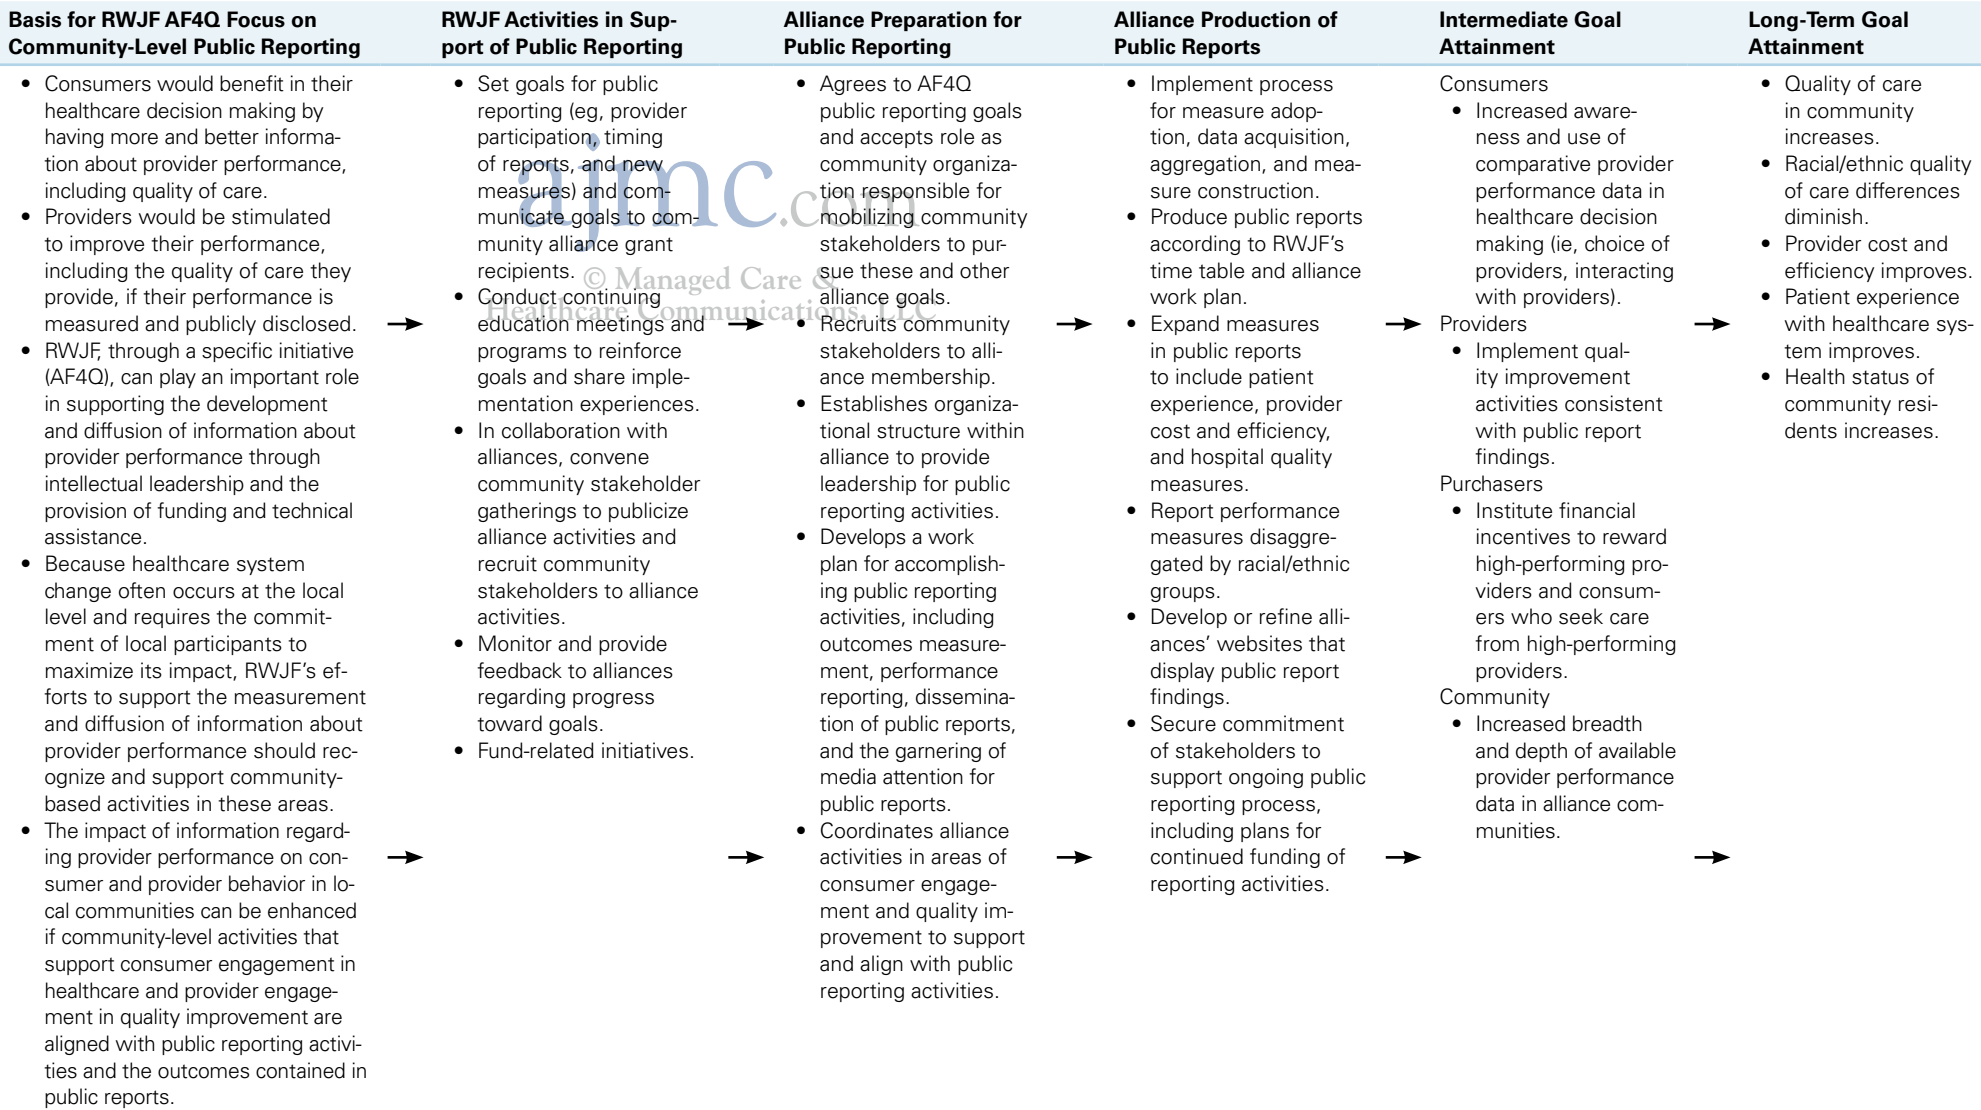 Basis for RWJF AF4Q Focus on
Community-Level Public Reporting
• Consumers would benefit in their
healthcare decision making by
having more and better informa-
tion about provider performance,
including quality of care.
• Providers would be stimulated
to improve their performance,
including the quality of care they
provide, if their performance is
measured and publicly disclosed.
• RWJF, through a specific initiative
(AF4Q), can play an important role
in supporting the development
and diffusion of information about
provider performance through
intellectual leadership and the
provision of funding and technical
assistance.
• Because healthcare system
change often occurs at the local
level and requires the commit-
ment of local participants to
maximize its impact, RWJF's ef-
forts to support the measurement
and diffusion of information about
provider performance should rec-
ognize and support community-
based activities in these areas.
• The impact of information regard-
ing provider performance on con-
sumer and provider behavior in lo-
cal communities can be enhanced
if community-level activities that
support consumer engagement in
healthcare and provider engage-
ment in quality improvement are
aligned with public reporting activi-
ties and the outcomes contained in
public reports.
RWJF Activities in Sup-
port of Public Reporting
• Set goals for public
reporting (eg, provider
participation, timing
of reports, and new
measures) and com-
municate goals to com-
munity alliance grant
recipients.
• Conduct continuing
education meetings and
programs to reinforce
goals and share imple-
mentation experiences.
• In collaboration with
alliances, convene
community stakeholder
gatherings to publicize
alliance activities and
recruit community
stakeholders to alliance
activities.
• Monitor and provide
feedback to alliances
regarding progress
toward goals.
• Fund-related initiatives.
Alliance Preparation for
Public Reporting
• Agrees to AF4Q
public reporting goals
and accepts role as
community organiza-
tion responsible for
mobilizing community
stakeholders to pur-
sue these and other
alliance goals.
• Recruits community
stakeholders to alli-
ance membership.
• Establishes organiza-
tional structure within
alliance to provide
leadership for public
reporting activities.
• Develops a work
plan for accomplish-
ing public reporting
activities, including
outcomes measure-
ment, performance
reporting, dissemina-
tion of public reports,
and the garnering of
media attention for
public reports.
• Coordinates alliance
activities in areas of
consumer engage-
ment and quality im-
provement to support
and align with public
reporting activities.
Alliance Production of
Public Reports
• Implement process
for measure adop-
tion, data acquisition,
aggregation, and mea-
sure construction.
• Produce public reports
according to RWJF's
time table and alliance
work plan.
• Expand measures
in public reports
to include patient
experience, provider
cost and efficiency,
and hospital quality
measures.
• Report performance
measures disaggre-
gated by racial/ethnic
groups.
• Develop or refine alli-
ances' websites that
display public report
findings.
• Secure commitment
of stakeholders to
support ongoing public
reporting process,
including plans for
continued funding of
reporting activities.
Intermediate Goal
Attainment
Consumers
• Increased aware-
ness and use of
comparative provider
performance data in
healthcare decision
making (ie, choice of
providers, interacting
with providers).
Providers
• Implement qual-
ity improvement
activities consistent
with public report
findings.
Purchasers
• Institute financial
incentives to reward
high-performing pro-
viders and consum-
ers who seek care
from high-performing
providers.
Community
• Increased breadth
and depth of available
provider performance
data in alliance com-
munities.
Long-Term Goal
Attainment
• Quality of care
in community
increases.
• Racial/ethnic quality
of care differences
diminish.
• Provider cost and
efficiency improves.
• Patient experience
with healthcare sys-
tem improves.
• Health status of
community resi-
dents increases.
ajmc.com
© Managed Care &
Healthcare Communications, LLC